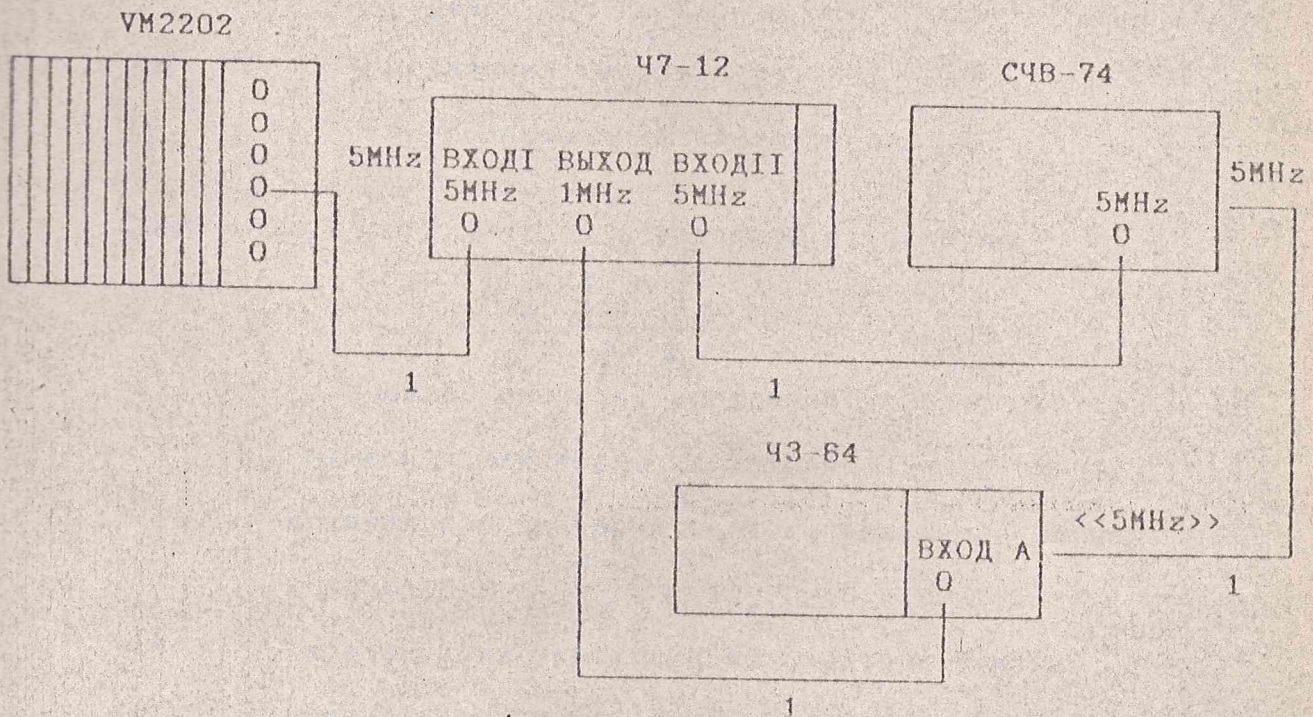 VM2202
Ч7-12
СЧВ-74
O
O
O
O
O
O
5MHz
ВХОДI ВЫХОД ВХОДII
5MHz 1MHz 5MHz
O O O
5MHz
O
5MHz
1
1
Ч3-64
<<5MHz>>
ВХОД А
O
1
1